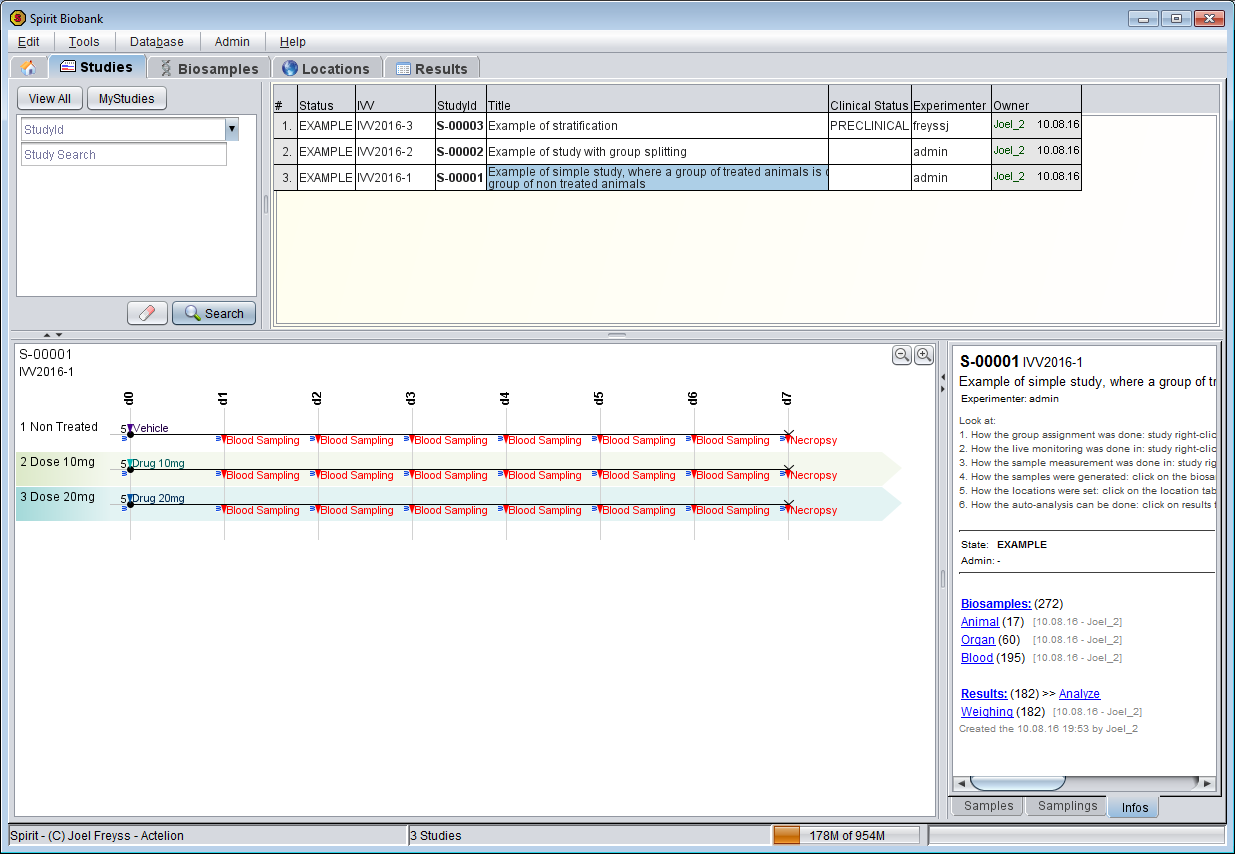 Spirit Biobank
Edit Tools Database Admin Help
Studies Biosamples Locations Results
View All MyStudies
StudyId
Study Search
Search
# Status IVV StudyId Title Clinical Status Experimenter Owner
1. EXAMPLE IVV2016-3 S-00003 Example of stratification PRECLINICAL freyssj Joel_2 10.08.16
2. EXAMPLE IVV2016-2 S-00002 Example of study with group splitting admin Joel_2 10.08.16
3. EXAMPLE IVV2016-1 S-00001 Example of simple study, where a group of treated animals is admin Joel_2 10.08.16
group of non treated animals
S-00001
IVV2016-1
d0 d1 d2 d3 d4 d5 d6 d7
1 Non Treated 5 Vehicle Blood Sampling Blood Sampling Blood Sampling Blood Sampling Blood Sampling Blood Sampling Necropsy
2 Dose 10mg 5 Drug 10mg Blood Sampling Blood Sampling Blood Sampling Blood Sampling Blood Sampling Blood Sampling Necropsy
3 Dose 20mg 5 Drug 20mg Blood Sampling Blood Sampling Blood Sampling Blood Sampling Blood Sampling Blood Sampling Necropsy
S-00001 IVV2016-1
Example of simple study, where a group of tr
Experimenter: admin
Look at:
1. How the group assignment was done: study right-clic
2. How the live monitoring was done in: study right-clic
3. How the sample measurement was done in: study rig
4. How the samples were generated: click on the biosa
5. How the locations were set: click on the location tab
6. How the auto-analysis can be done: click on results t
State: EXAMPLE
Admin: -
Biosamples: (272)
Animal (17) [10.08.16 - Joel_2]
Organ (60) [10.08.16 - Joel_2]
Blood (195) [10.08.16 - Joel_2]
Results: (182) >> Analyze
Weighing (182) [10.08.16 - Joel_2]
Created the 10.08.16 19:53 by Joel_2
Samples Samplings Infos
Spirit - (C) Joel Freyss - Actelion 3 Studies 178M of 954M